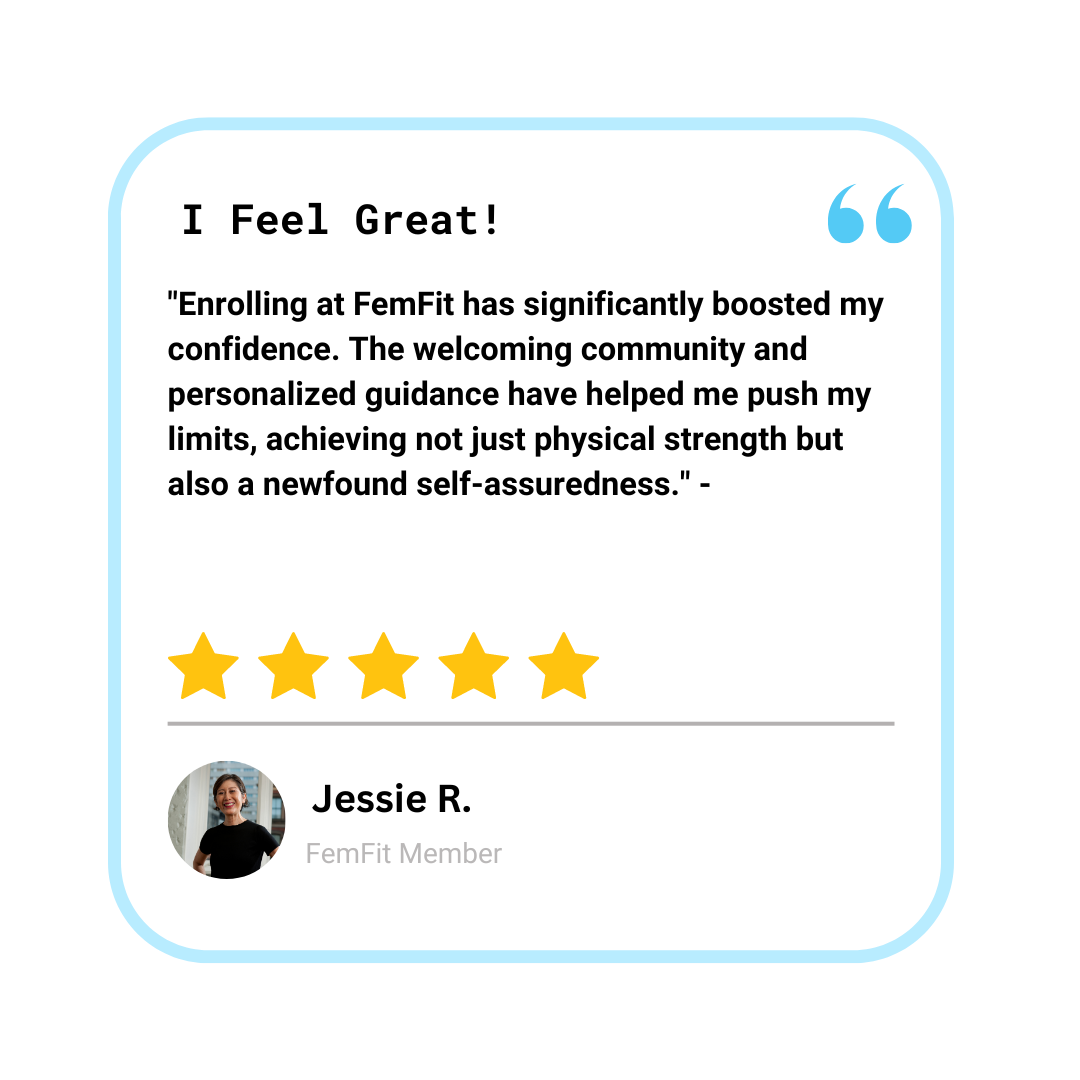 I Feel Great!
"Enrolling at FemFit has significantly boosted my
confidence. The welcoming community and
personalized guidance have helped me push my
limits, achieving not just physical strength but
also a newfound self-assuredness." -
Jessie R.
FemFit Member